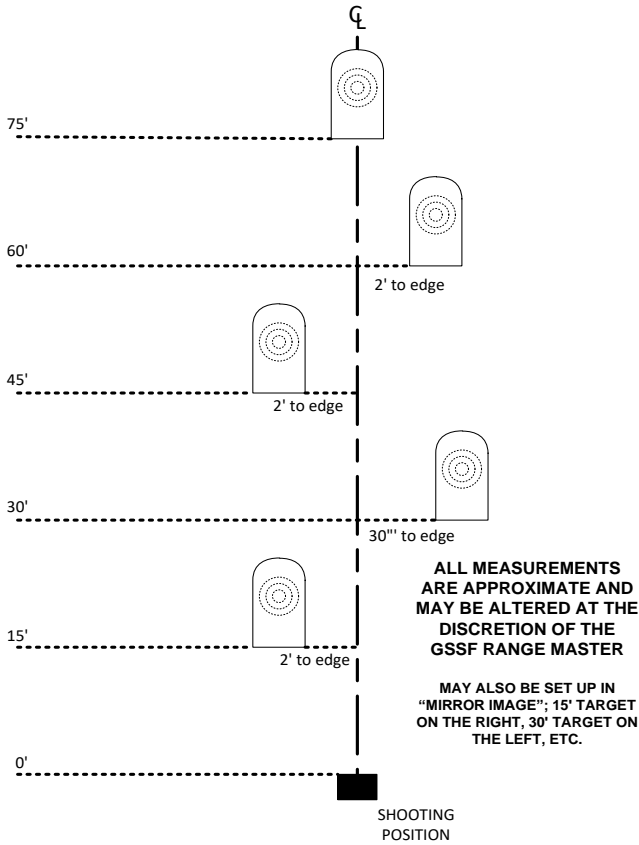 ℄
75'
60'
2' to edge
45'
2' to edge
30'
30"' to edge
ALL MEASUREMENTS
ARE APPROXIMATE AND
MAY BE ALTERED AT THE
DISCRETION OF THE
GSSF RANGE MASTER
15'
2' to edge
MAY ALSO BE SET UP IN
“MIRROR IMAGE”; 15' TARGET
ON THE RIGHT, 30' TARGET ON
THE LEFT, ETC.
0'
SHOOTING
POSITION